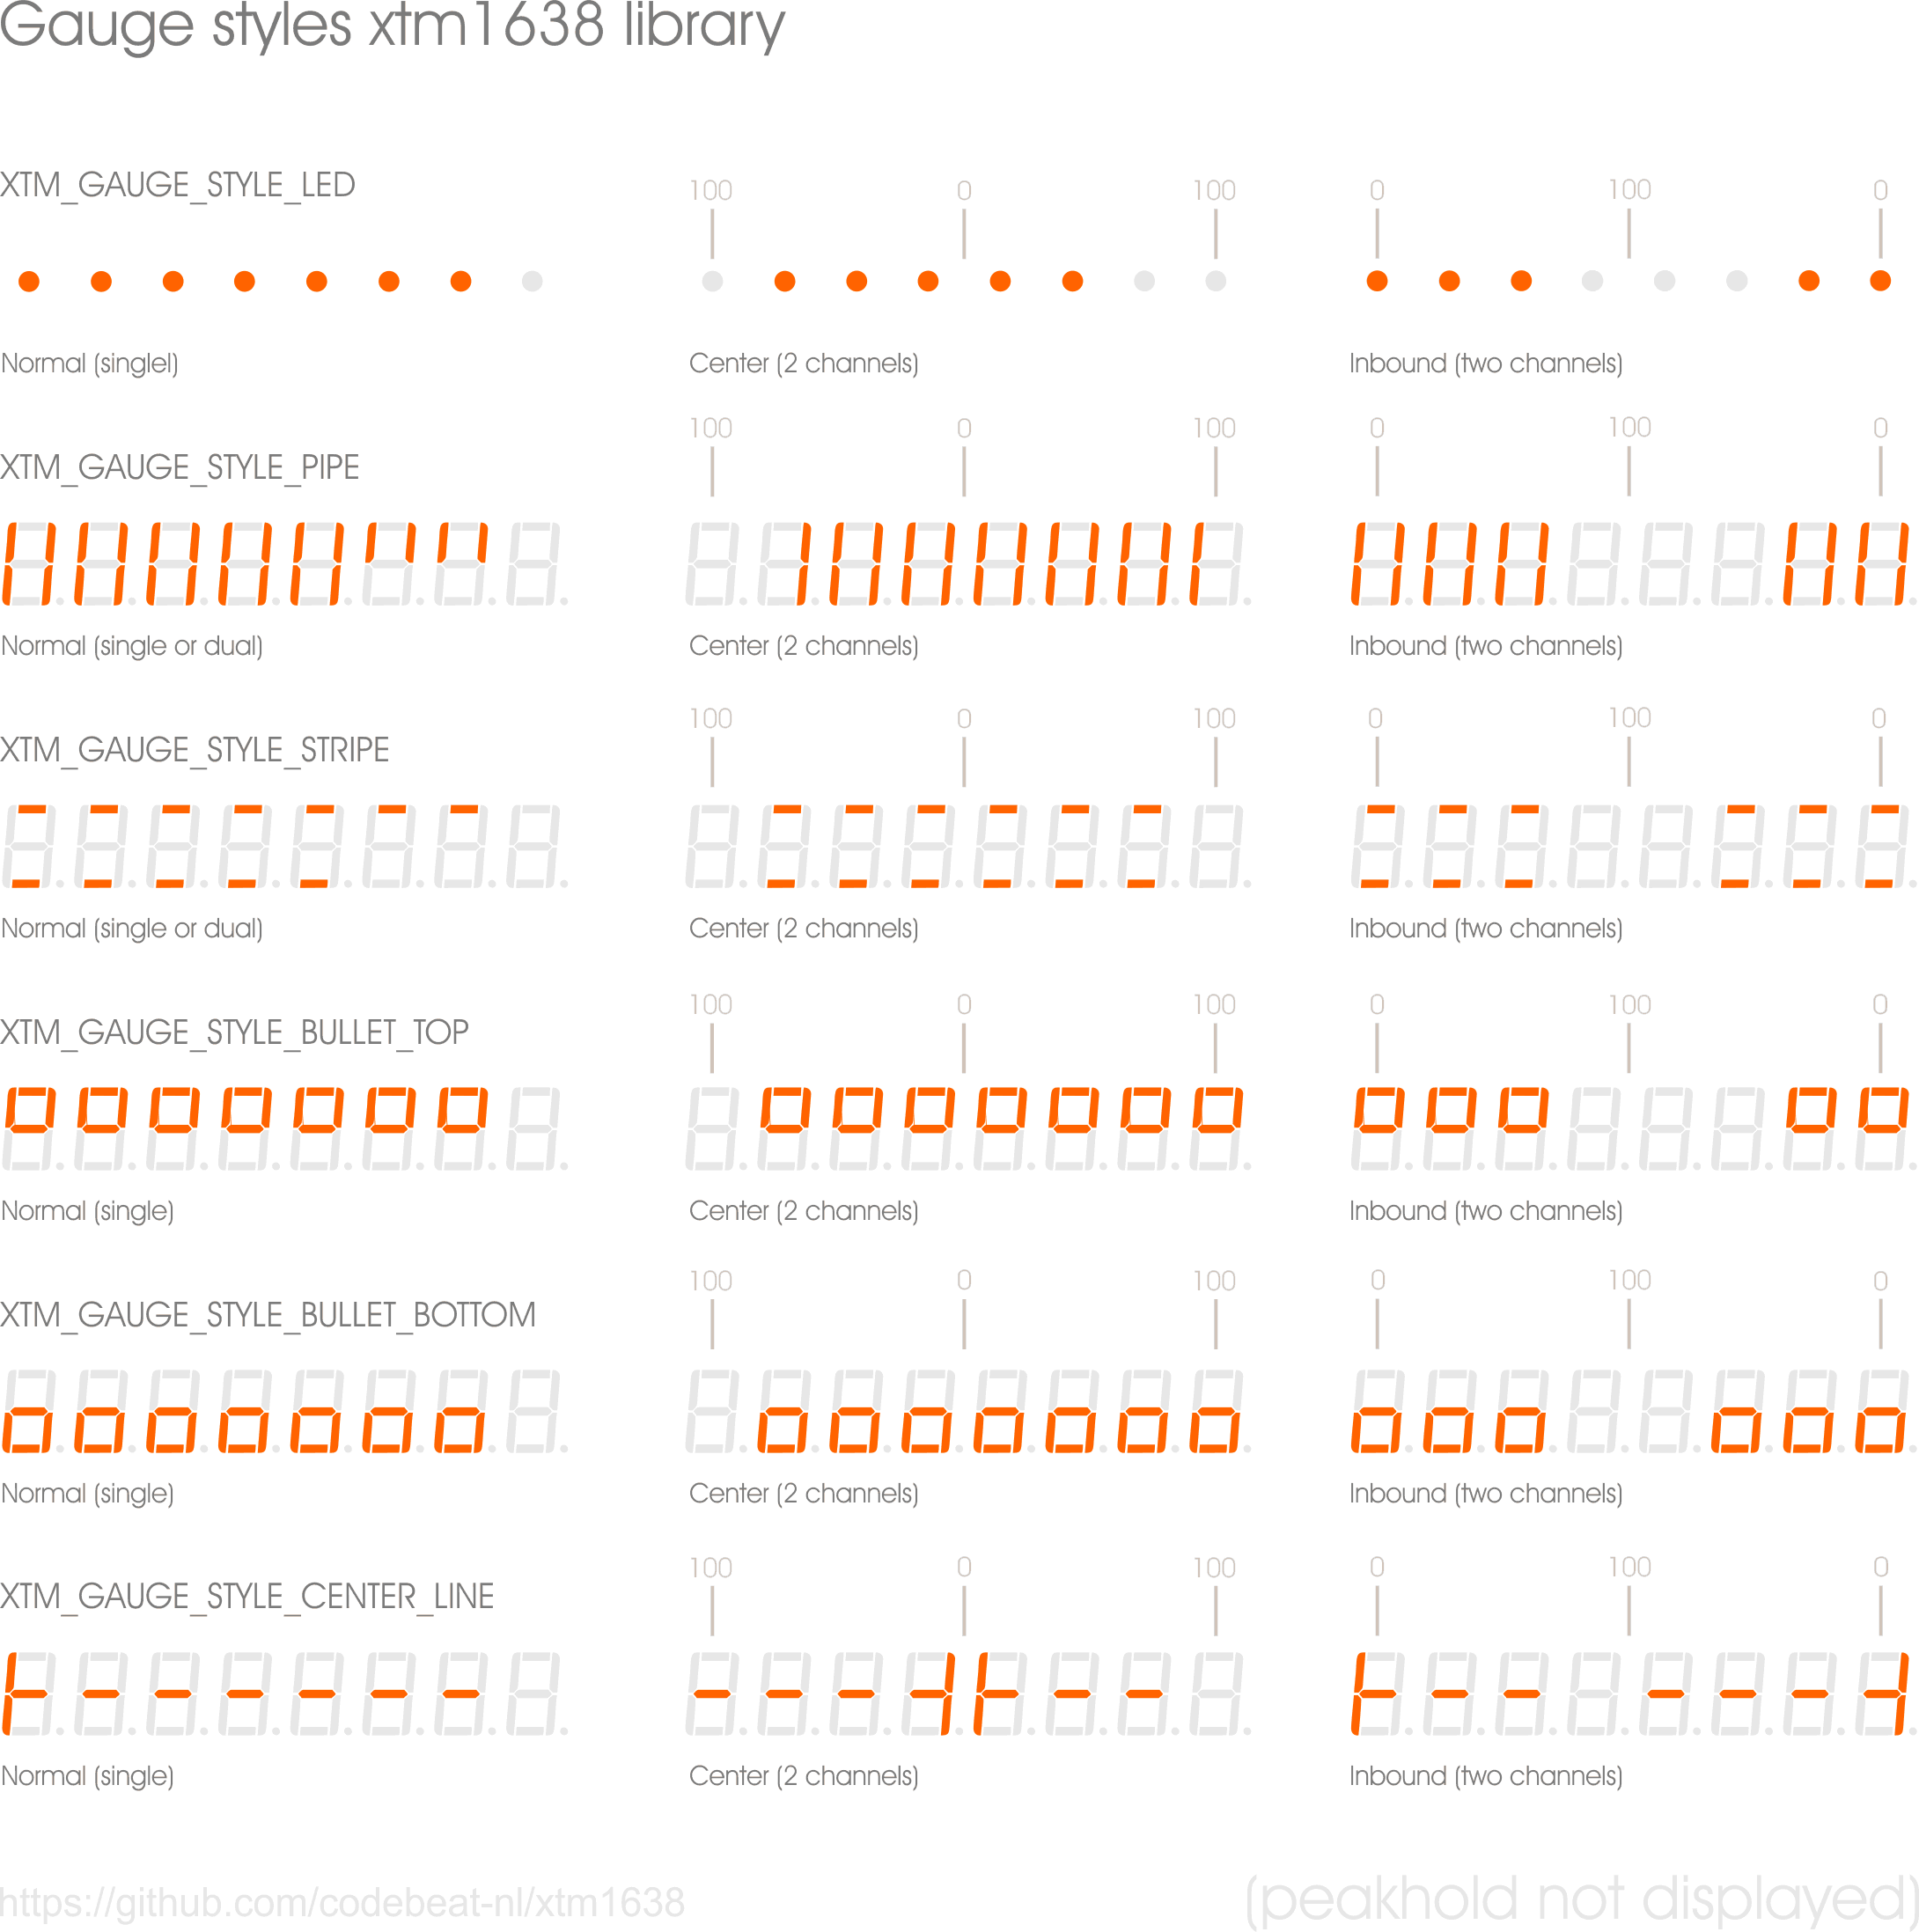 Gauge styles xtm1638 library
XTM_GAUGE_STYLE_LED
100 0 100 0 100 0
Normal (singlel) Center (2 channels) Inbound (two channels)
100 0 100 0 100 0
XTM_GAUGE_STYLE_PIPE
Normal (single or dual) Center (2 channels) Inbound (two channels)
100 0 100 0 100 0
XTM_GAUGE_STYLE_STRIPE
Normal (single or dual) Center (2 channels) Inbound (two channels)
100 0 100 0 100 0
XTM_GAUGE_STYLE_BULLET_TOP
Normal (single) Center (2 channels) Inbound (two channels)
100 0 100 0 100 0
XTM_GAUGE_STYLE_BULLET_BOTTOM
Normal (single) Center (2 channels) Inbound (two channels)
100 0 100 0 100 0
XTM_GAUGE_STYLE_CENTER_LINE
Normal (single) Center (2 channels) Inbound (two channels)
https://github.com/codebeat-nl/xtm1638 (peakhold not displayed)